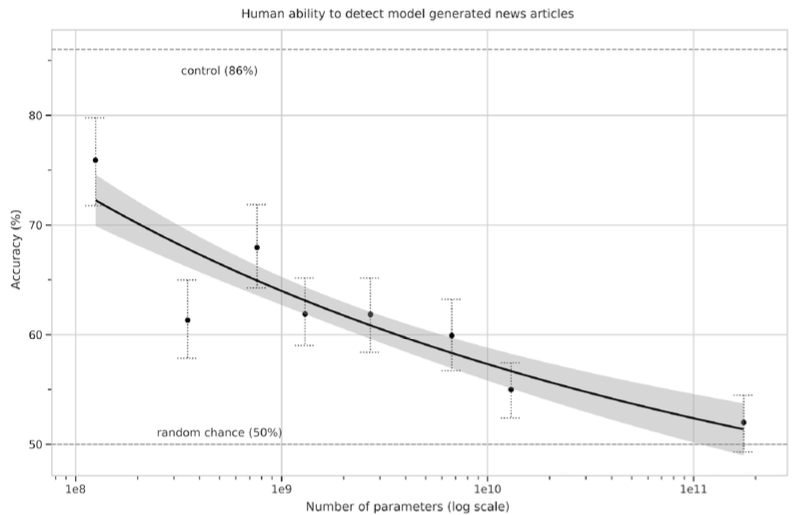 Human ability to detect model generated news articles
control (86%)
80
70
60
random chance (50%)
50
Accuracy (%)
1e8 1e9 1e10 1e11
Number of parameters (log scale)